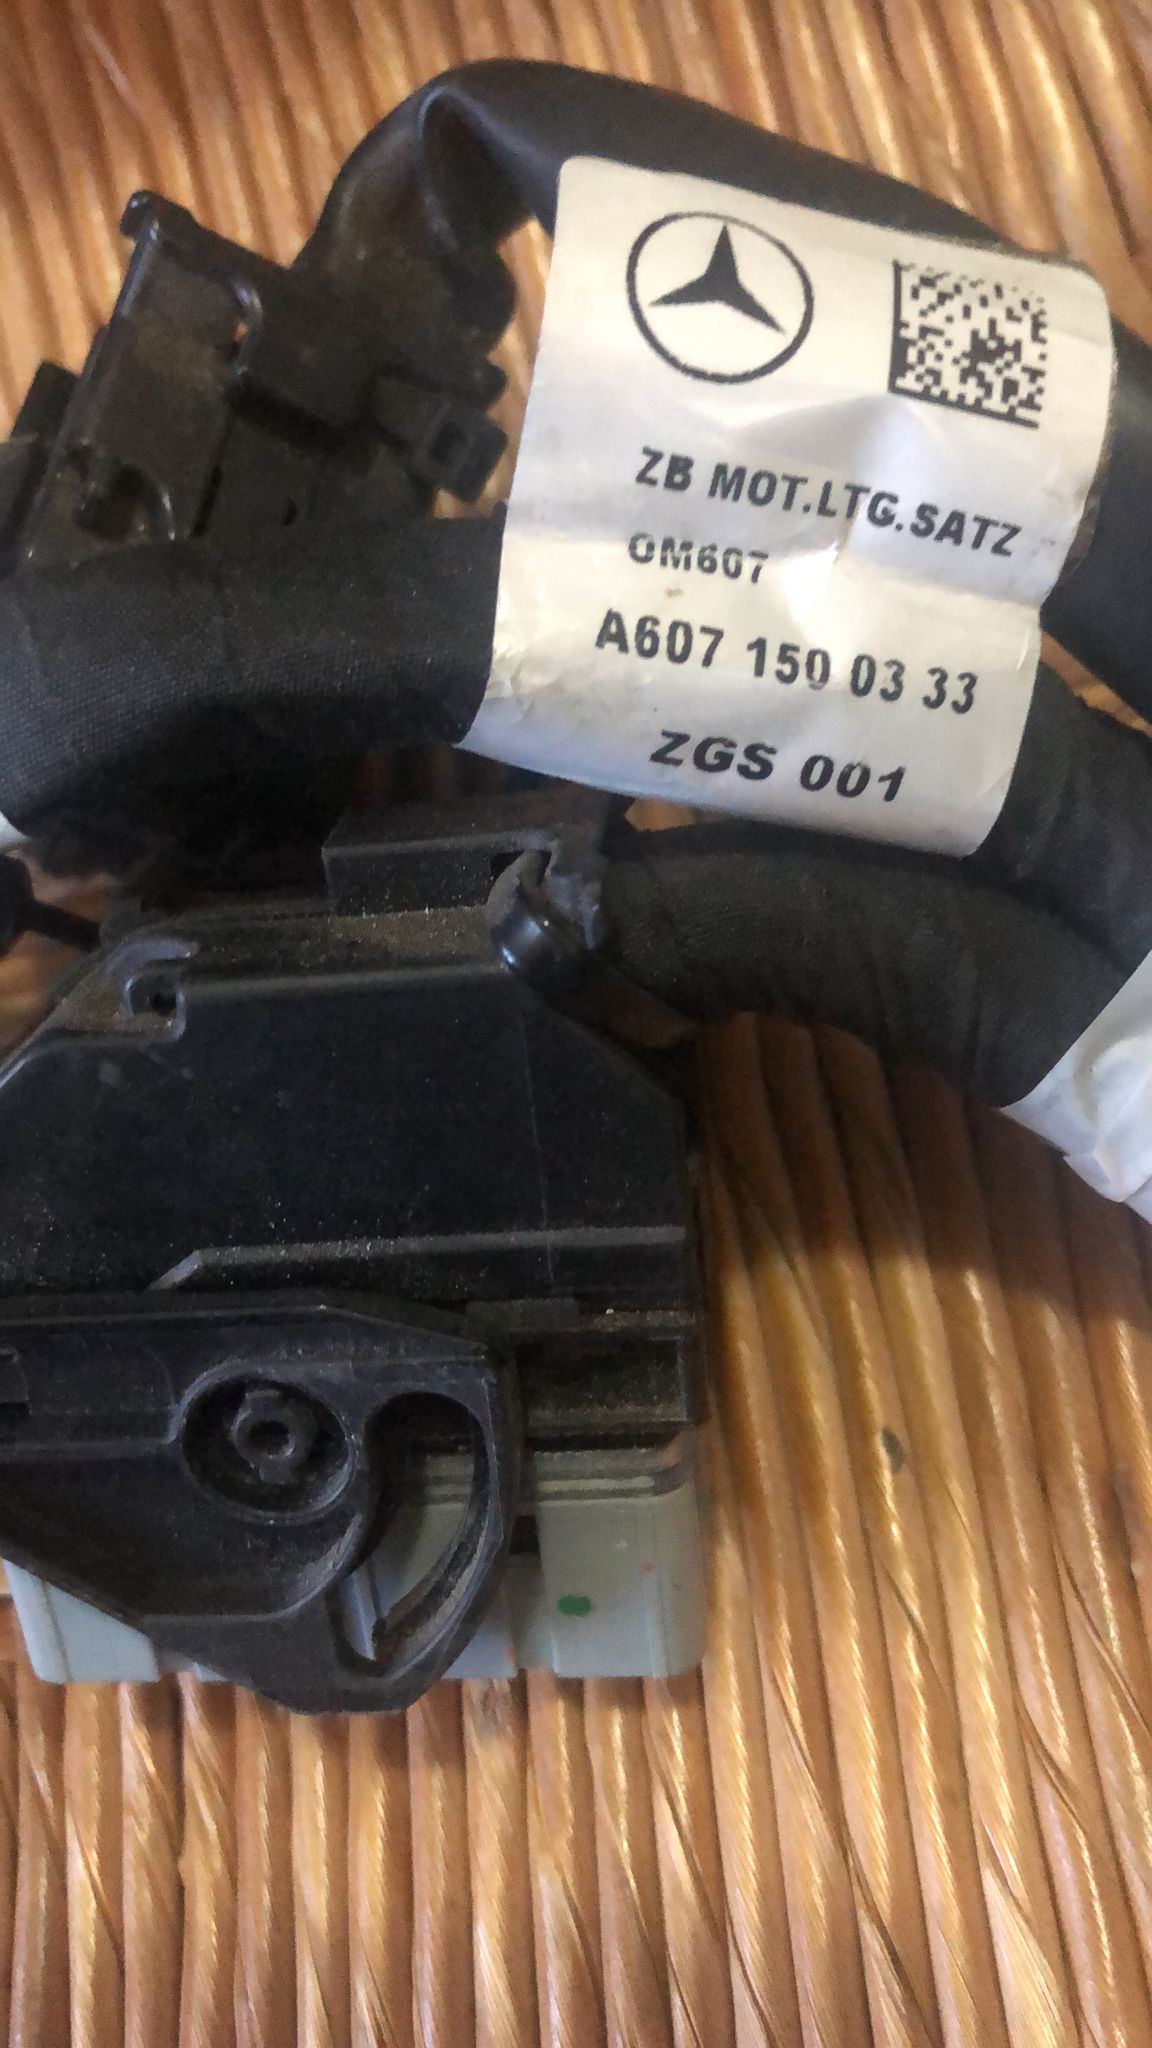 ZB MOT.LTG.SATZ
OM607
A607 150 03 33
ZGS 001